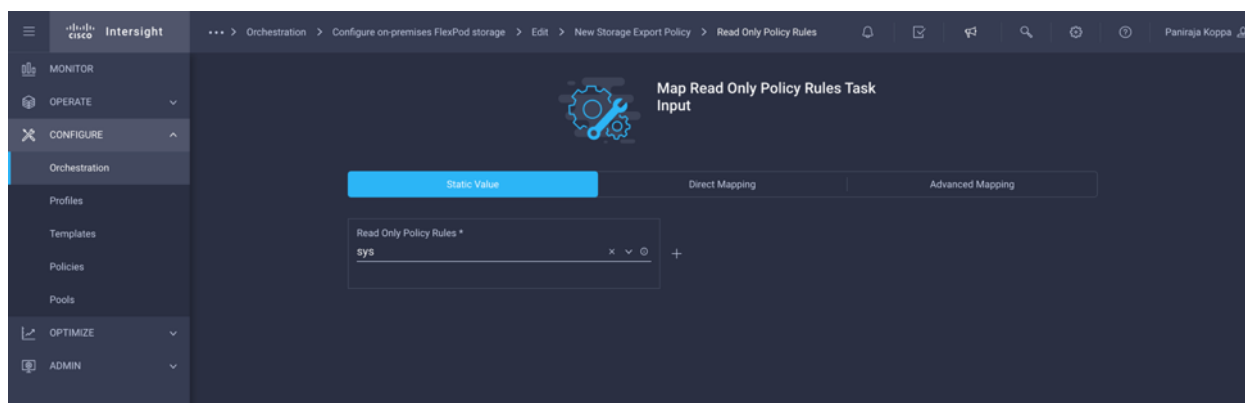 CISCO Intersight
••• > Orchestration > Configure on-premises FlexPod storage > Edit > New Storage Export Policy > Read Only Policy Rules
Paniraja Koppa
MONITOR
OPERATE
CONFIGURE
Orchestration
Profiles
Templates
Policies
Pools
OPTIMIZE
ADMIN
Map Read Only Policy Rules Task
Input
Static Value
Direct Mapping
Advanced Mapping
Read Only Policy Rules *
sys